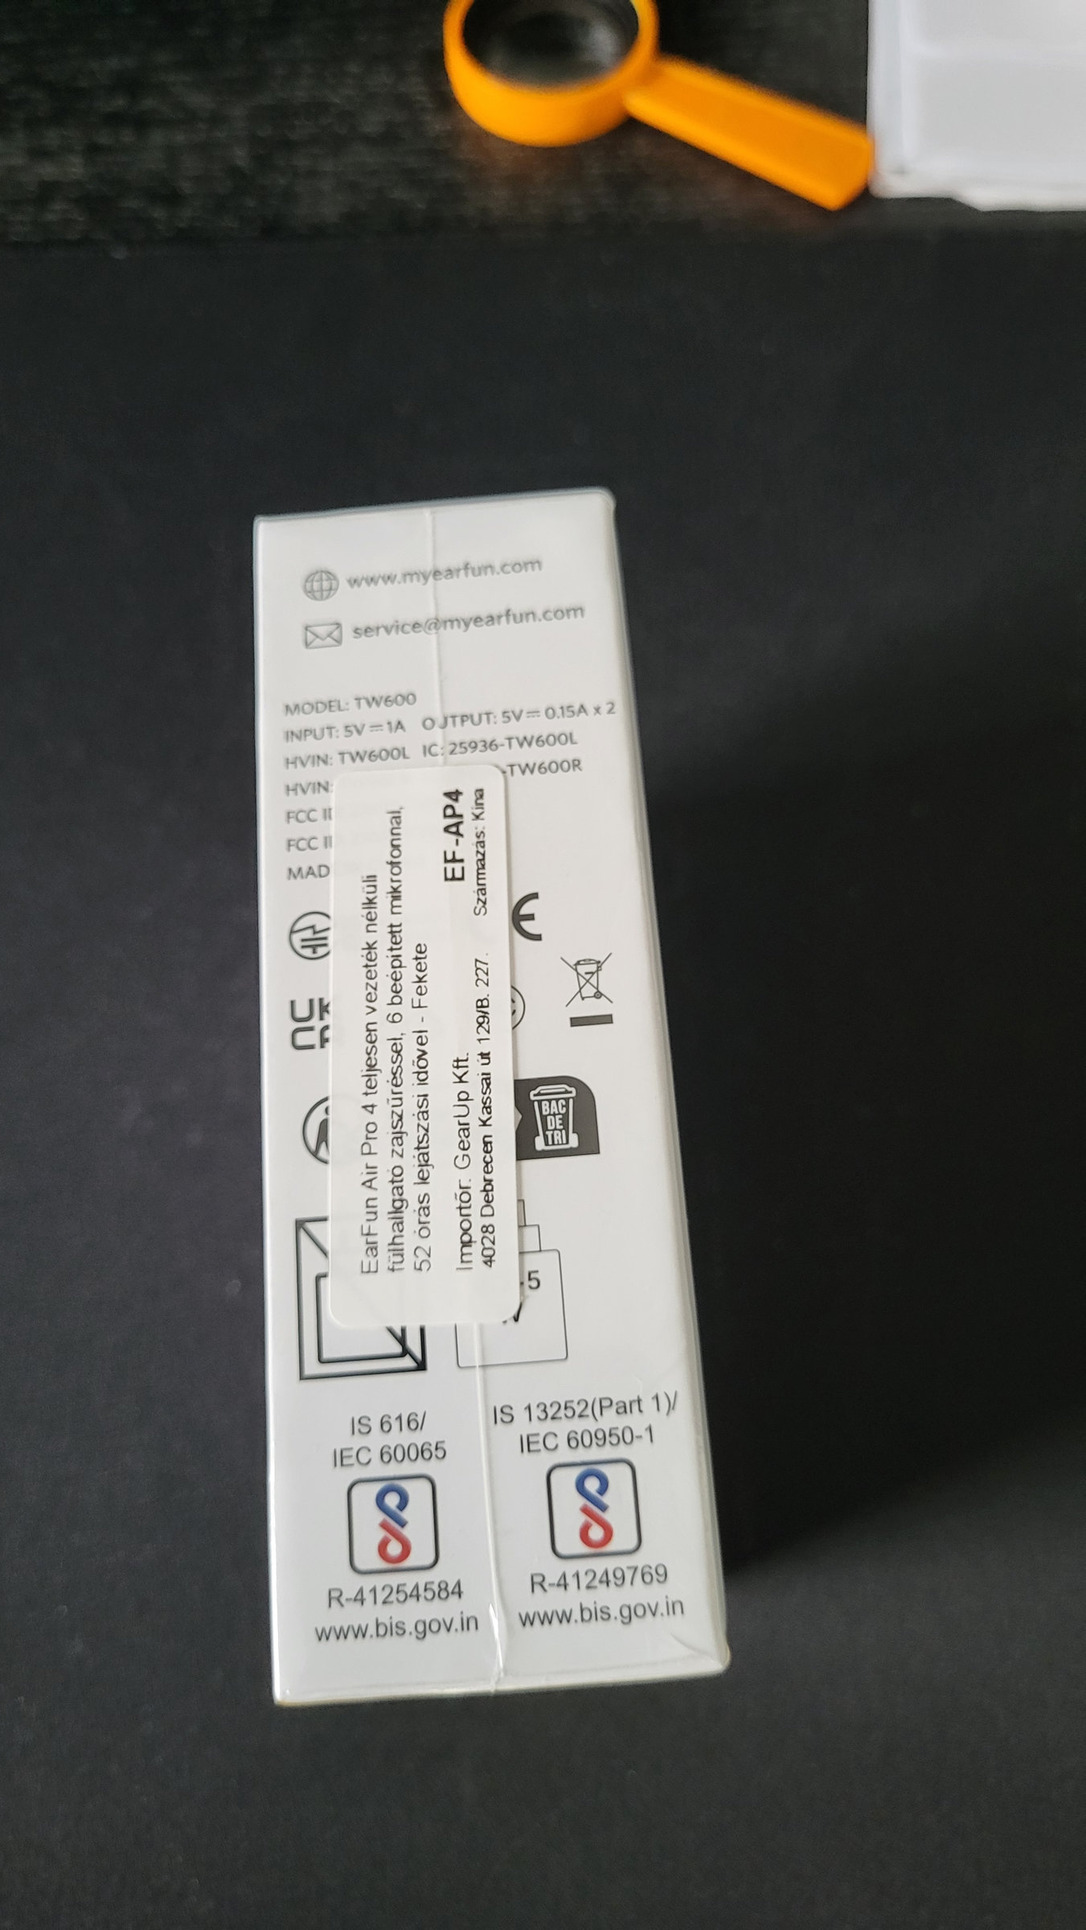 www.myearfun.com
service@myearfun.com
MODEL: TW600
INPUT: 5V⎓1A OUTPUT: 5V⎓0.15A x 2
HVIN: TW600L IC: 25936-TW600L
HVIN: -TW600R
FCC
FCC
EarFun Air Pro 4 teljesen vezeték nélküli
fülhallgató zajszűréssel, 6 beépített mikrofonnal,
52 órás lejátszási idővel - Fekete
EF-AP4
Importőr: GearUp Kft.
4028 Debrecen Kassai út 129/B. 227. Származás: Kína
BAC
DE
TRI
-5
IS 616/
IEC 60065
R-41254584
www.bis.gov.in
IS 13252(Part 1)/
IEC 60950-1
R-41249769
www.bis.gov.in